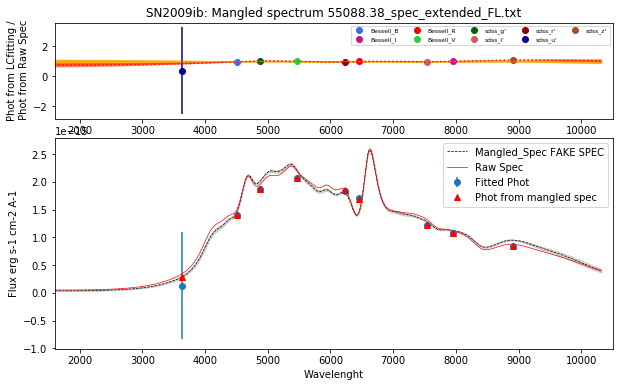 SN2009ib: Mangled spectrum 55088.38_spec_extended_FL.txt
Phot from LCfitting /
Phot from Raw Spec
2
0
−2
Bessell_B Bessell_R sdss_g' sdss_r' sdss_z'
Bessell_I Bessell_V sdss_i' sdss_u'
2000 3000 4000 5000 6000 7000 8000 9000 10000
1e−15
Flux erg s-1 cm-2 A-1
2.5
2.0
1.5
1.0
0.5
0.0
−0.5
−1.0
Mangled_Spec FAKE SPEC
Raw Spec
Fitted Phot
Phot from mangled spec
2000 3000 4000 5000 6000 7000 8000 9000 10000
Wavelenght